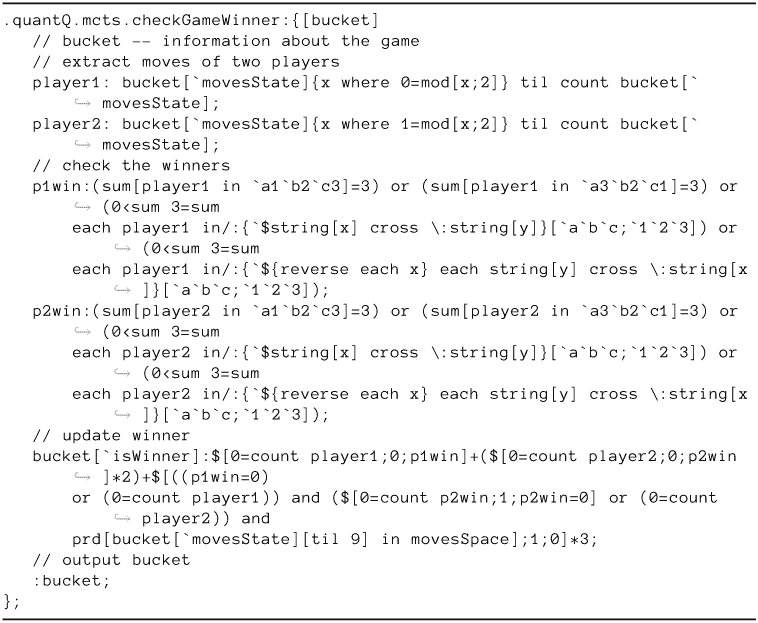 .quantQ.mcts.checkGameWinner:{[bucket]
// bucket -- information about the game
// extract moves of two players
player1: bucket[`movesState]{x where 0=mod[x;2]} til count bucket[`
↪ movesState];
player2: bucket[`movesState]{x where 1=mod[x;2]} til count bucket[`
↪ movesState];
// check the winners
p1win:(sum[player1 in `a1`b2`c3]=3) or (sum[player1 in `a3`b2`c1]=3) or
↪ (0<sum 3=sum
each player1 in/:{`$string[x] cross \:string[y]}[`a`b`c;`1`2`3]) or
↪ (0<sum 3=sum
each player1 in/:{`${reverse each x} each string[y] cross \:string[x
↪ ]}[`a`b`c;`1`2`3]);
p2win:(sum[player2 in `a1`b2`c3]=3) or (sum[player2 in `a3`b2`c1]=3) or
↪ (0<sum 3=sum
each player2 in/:{`$string[x] cross \:string[y]}[`a`b`c;`1`2`3]) or
↪ (0<sum 3=sum
each player2 in/:{`${reverse each x} each string[y] cross \:string[x
↪ ]}[`a`b`c;`1`2`3]);
// update winner
bucket[`isWinner]:$[0=count player1;0;p1win]+($[0=count player2;0;p2win
↪ ]*2)+$[((p1win=0)
or (0=count player1)) and ($[0=count p2win;1;p2win=0] or (0=count
↪ player2)) and
prd[bucket[`movesState][til 9] in movesSpace];1;0]*3;
// output bucket
:bucket;
};